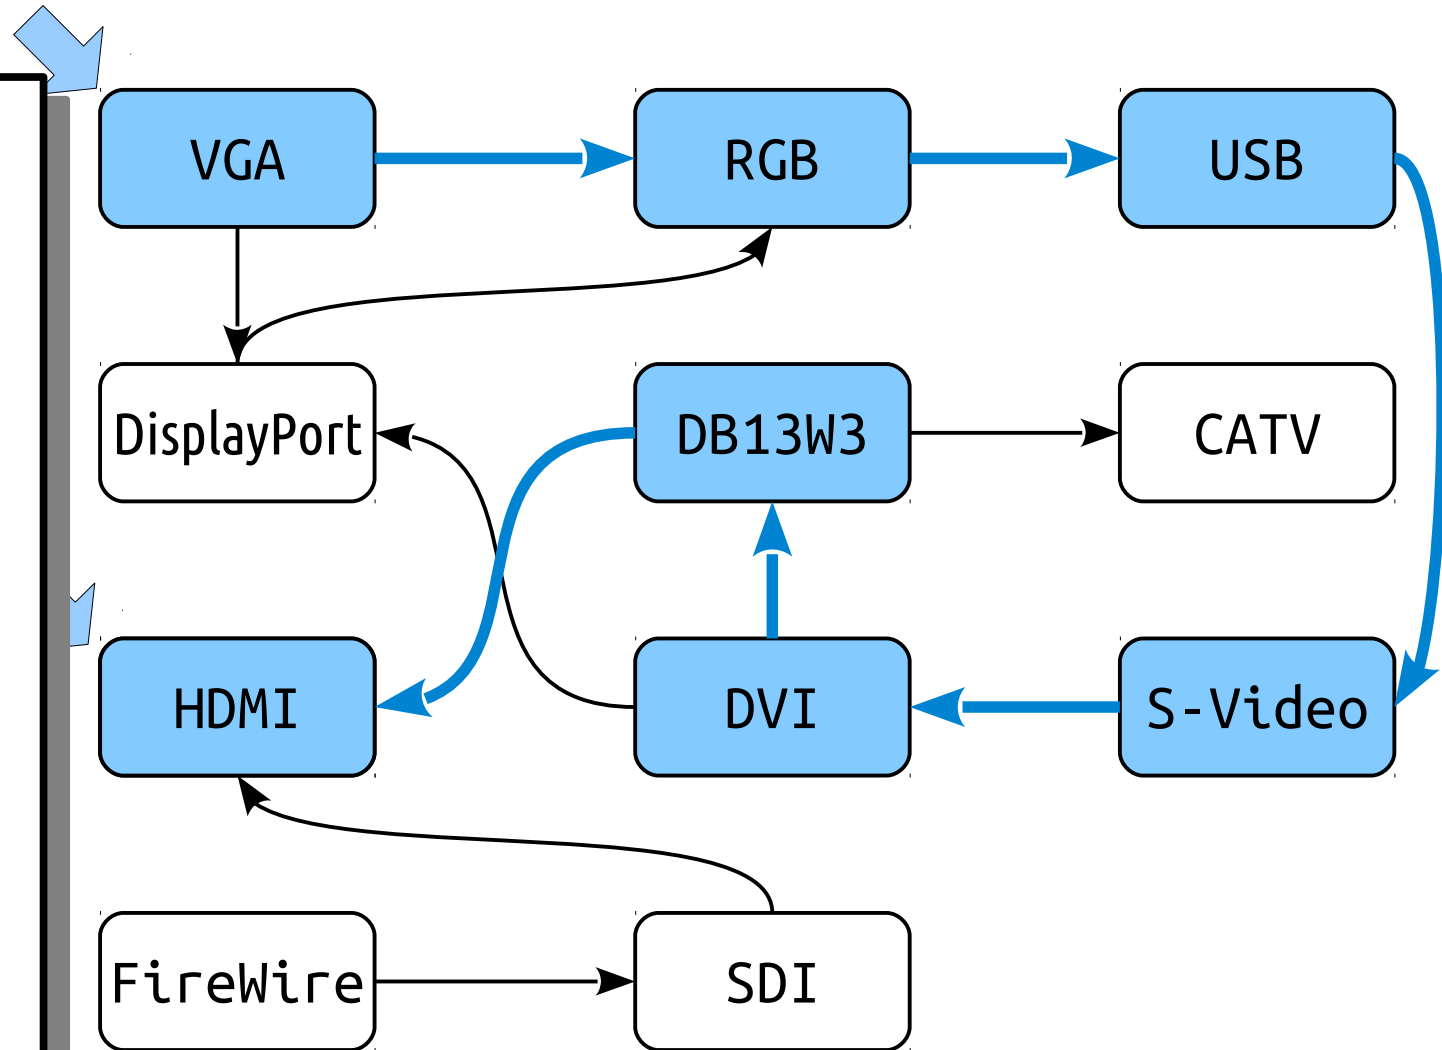 VGA
RGB
USB
DisplayPort
DB13W3
CATV
HDMI
DVI
S-Video
FireWire
SDI